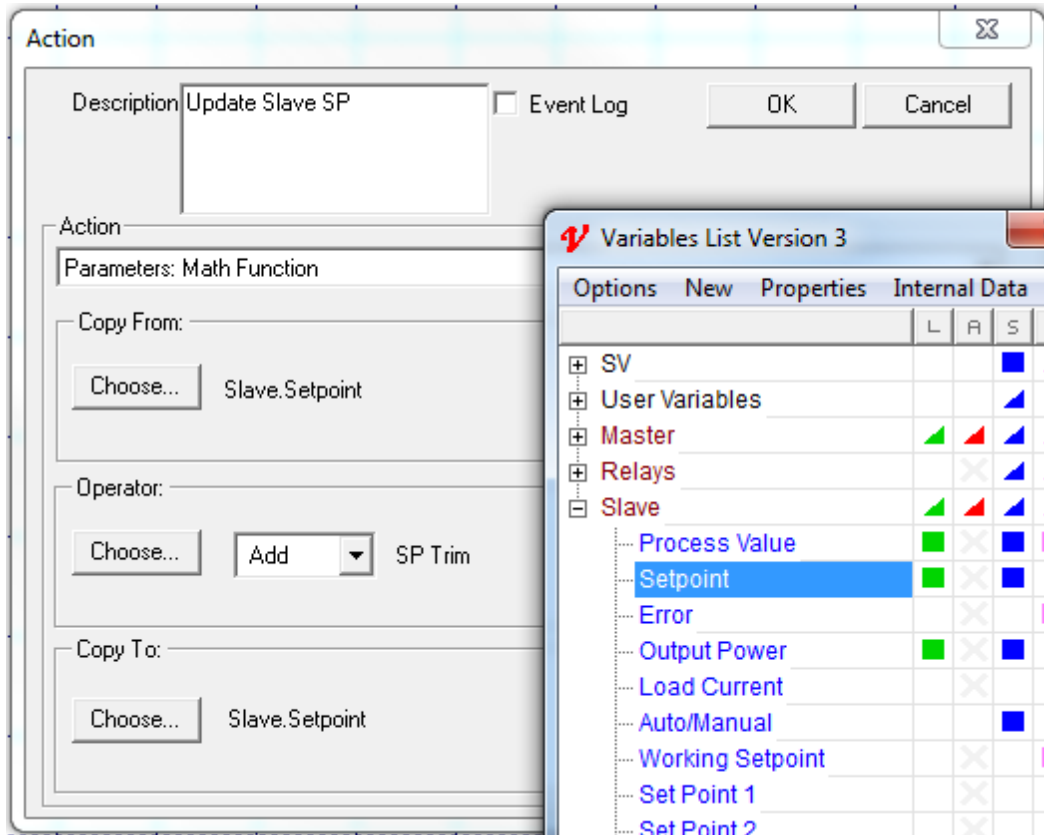 Action
Description Update Slave SP Event Log OK Cancel
Action
Parameters: Math Function
Copy From:
Choose... Slave.Setpoint
Operator:
Choose... Add SP Trim
Copy To:
Choose... Slave.Setpoint
Variables List Version 3
Options New Properties Internal Data
L A S
SV
User Variables
Master
Relays
Slave
Process Value
Setpoint
Error
Output Power
Load Current
Auto/Manual
Working Setpoint
Set Point 1
Set Point 2